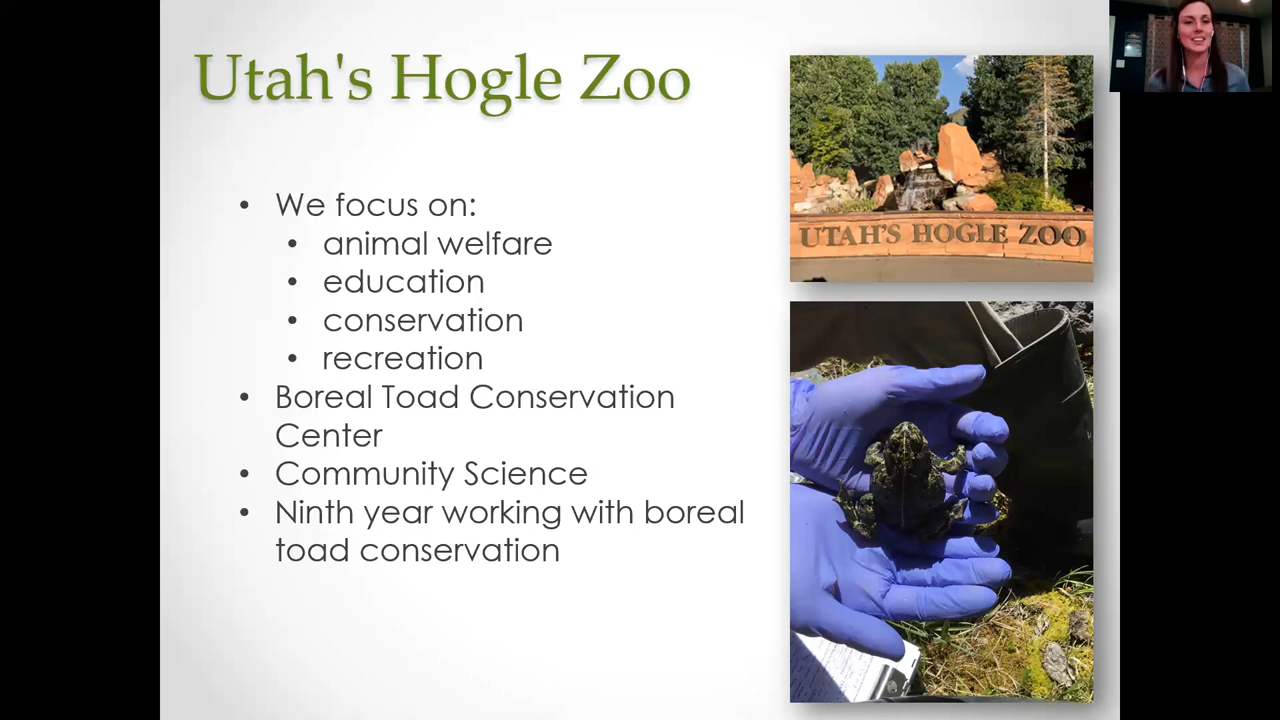 Utah's Hogle Zoo
• We focus on:
• animal welfare
• education
• conservation
• recreation
• Boreal Toad Conservation
Center
• Community Science
• Ninth year working with boreal
toad conservation
UTAH'S HOGLE ZOO